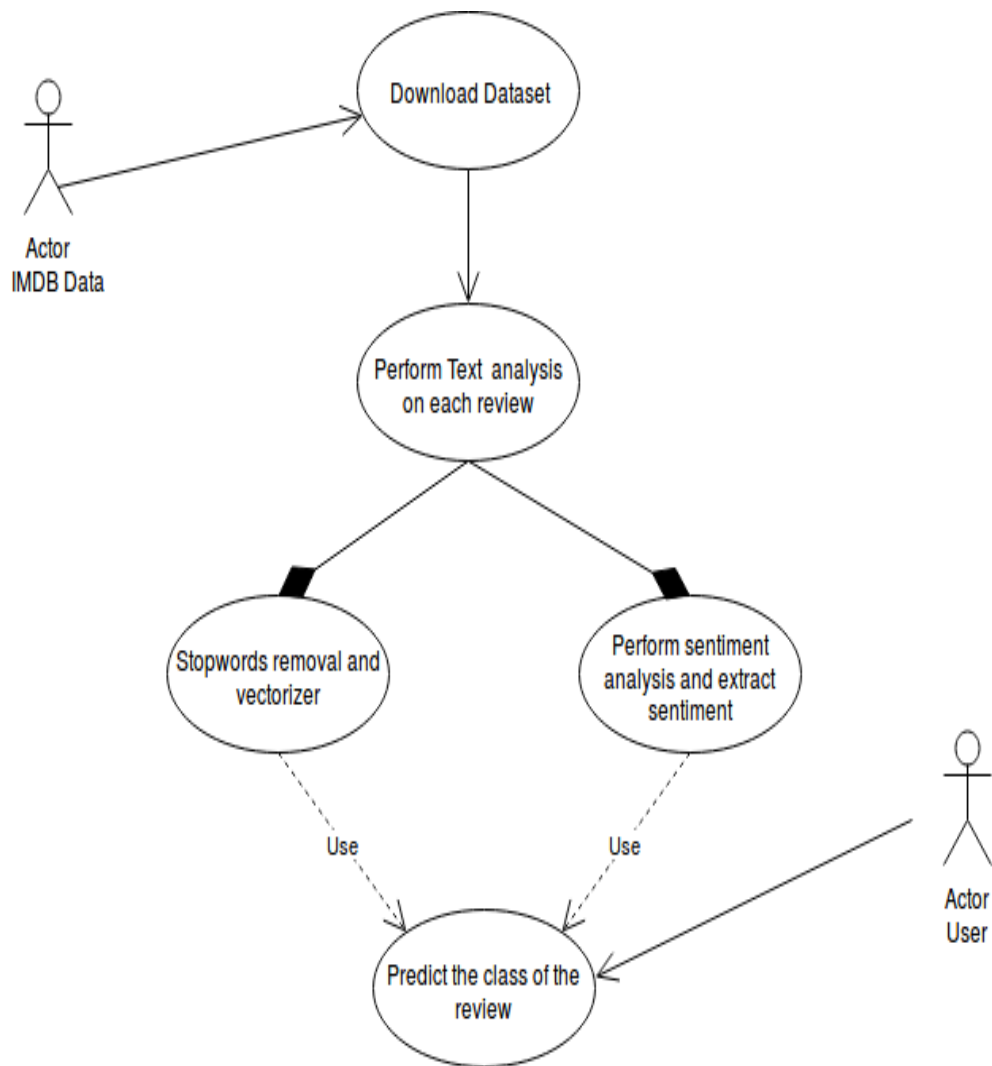 Download Dataset
Actor
IMDB Data
Perform Text analysis
on each review
Stopwords removal and
vectorizer
Perform sentiment
analysis and extract
sentiment
Use
Use
Actor
User
Predict the class of the
review